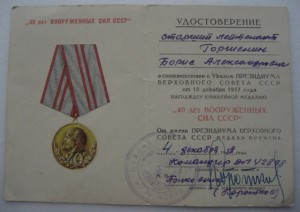 „40 ЛЕТ ВООРУЖЕННЫХ СИЛ СССР“
40
УДОСТОВЕРЕНИЕ
старший лейтенант
Борис Александрович
в соответствии с Указом ПРЕЗИДИУМА
ВЕРХОВНОГО СОВЕТА СССР
от 18 декабря 1957 года
НАГРАЖДЕН ЮБИЛЕЙНОЙ МЕДАЛЬЮ
„40 ЛЕТ ВООРУЖЕННЫХ
СИЛ СССР“
От имени ПРЕЗИДИУМА ВЕРХОВНОГО
СОВЕТА СССР МЕДАЛЬ ВРУЧЕНА
4 декабря
Командир